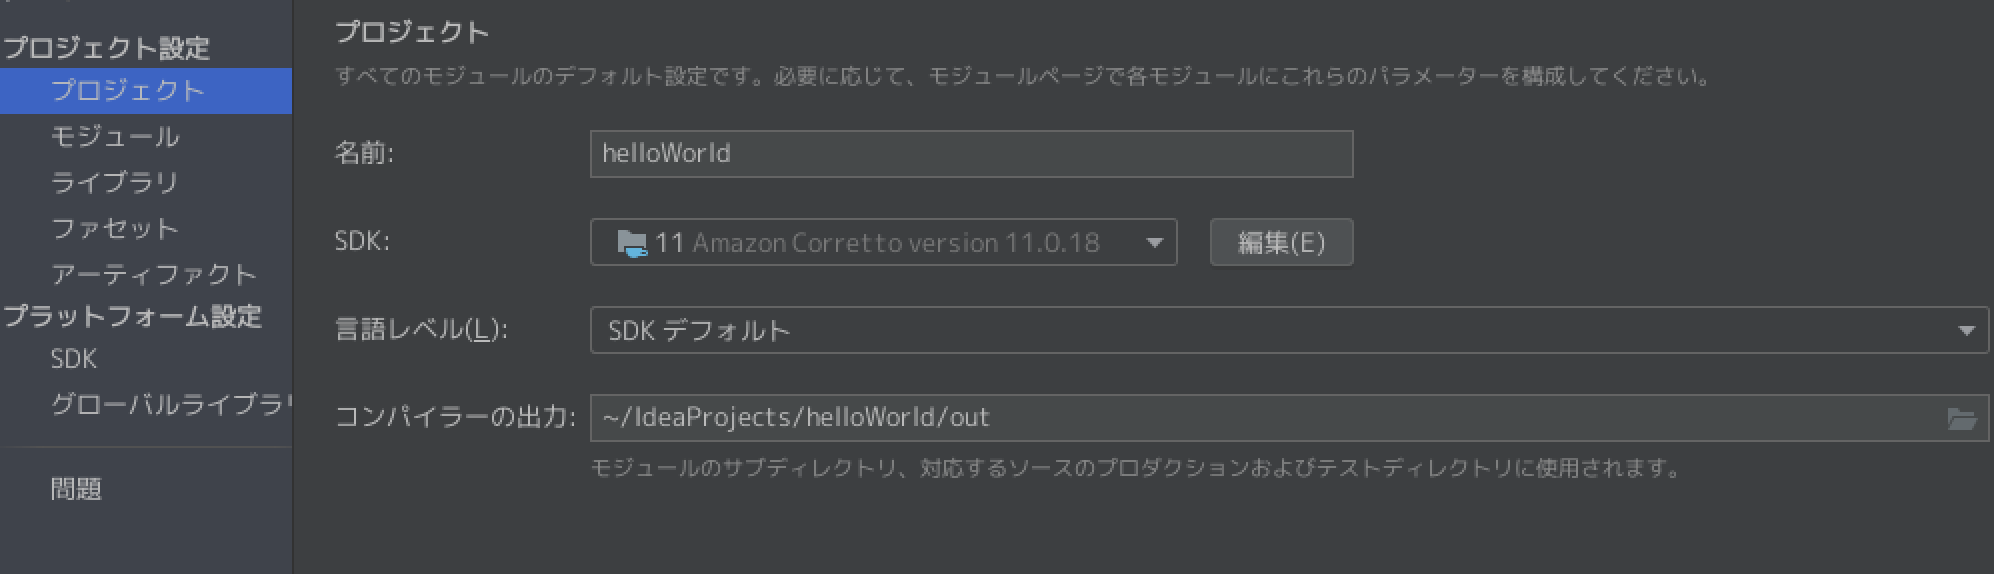 プロジェクト設定
プロジェクト
モジュール
ライブラリ
ファセット
アーティファクト
プラットフォーム設定
SDK
グローバルライブラ
問題
プロジェクト
すべてのモジュールのデフォルト設定です。必要に応じて、モジュールページで各モジュールにこれらのパラメーターを構成してください。
名前: helloWorld
SDK: 11 Amazon Corretto version 11.0.18 編集(E)
言語レベル(L): SDK デフォルト
コンパイラーの出力: ~/IdeaProjects/helloWorld/out
モジュールのサブディレクトリ、対応するソースのプロダクションおよびテストディレクトリに使用されます。